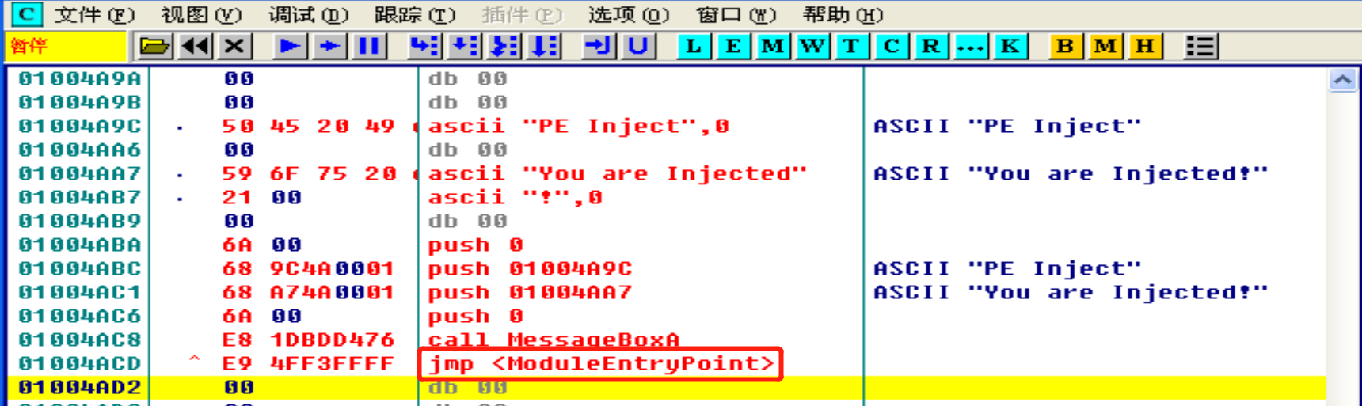 C 文件(F) 视图(V) 调试(D) 跟踪(T) 插件(P) 选项(O) 窗口(W) 帮助(H)
暂停 L E M W T C R ... K B M H
01004A9A 00 db 00
01004A9B 00 db 00
01004A9C . 50 45 20 49 ascii "PE Inject",0 ASCII "PE Inject"
01004AA6 00 db 00
01004AA7 . 59 6F 75 20 ascii "You are Injected" ASCII "You are Injected!"
01004AB7 . 21 00 ascii "!",0
01004AB9 00 db 00
01004ABA 6A 00 push 0
01004ABC 68 9C4A0001 push 01004A9C ASCII "PE Inject"
01004AC1 68 A74A0001 push 01004AA7 ASCII "You are Injected!"
01004AC6 6A 00 push 0
01004AC8 E8 1DBDD476 call MessageBoxA
01004ACD ^ E9 4FF3FFFF jmp <ModuleEntryPoint>
01004AD2 00 db 00